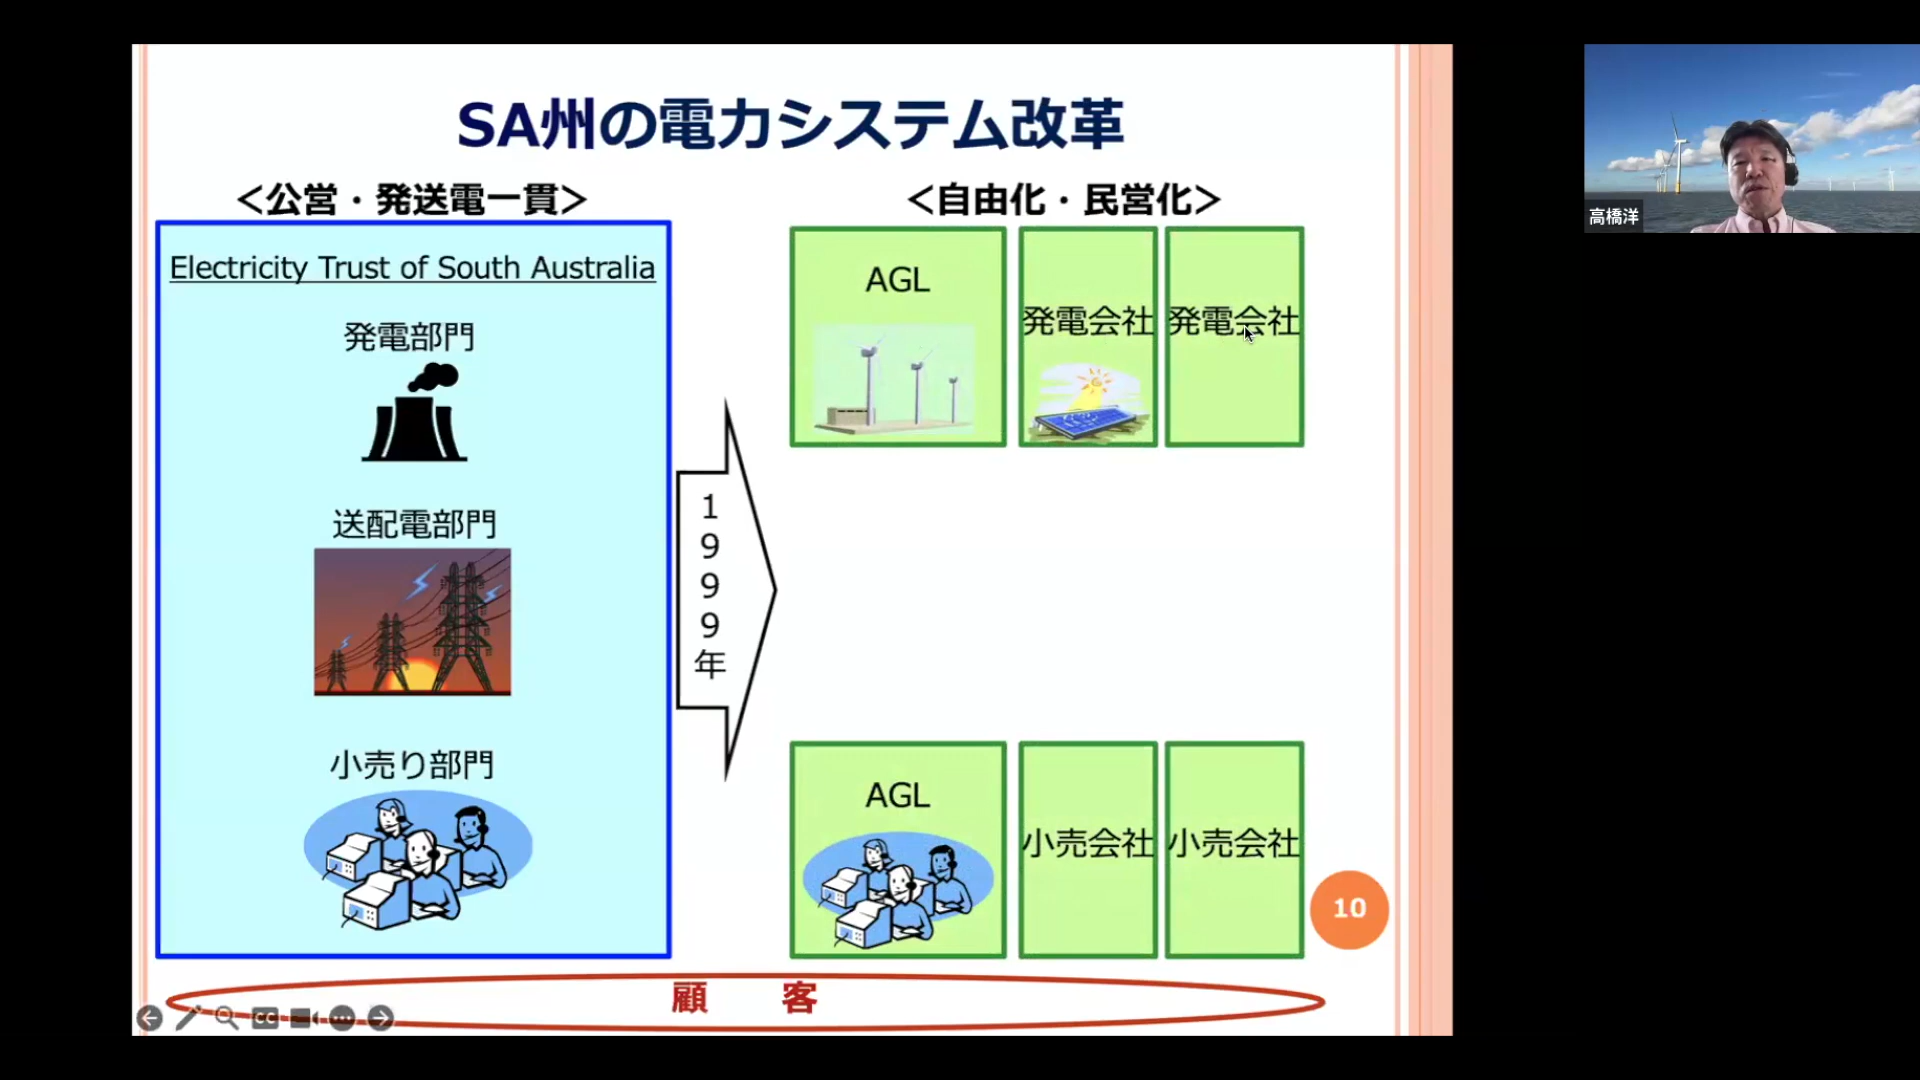 SA州の電力システム改革
＜公営・発送電一貫＞
＜自由化・民営化＞
Electricity Trust of South Australia
発電部門
送配電部門
小売り部門
1999年
AGL
発電会社
発電会社
AGL
小売会社
小売会社
10
顧 客
CC
高橋洋